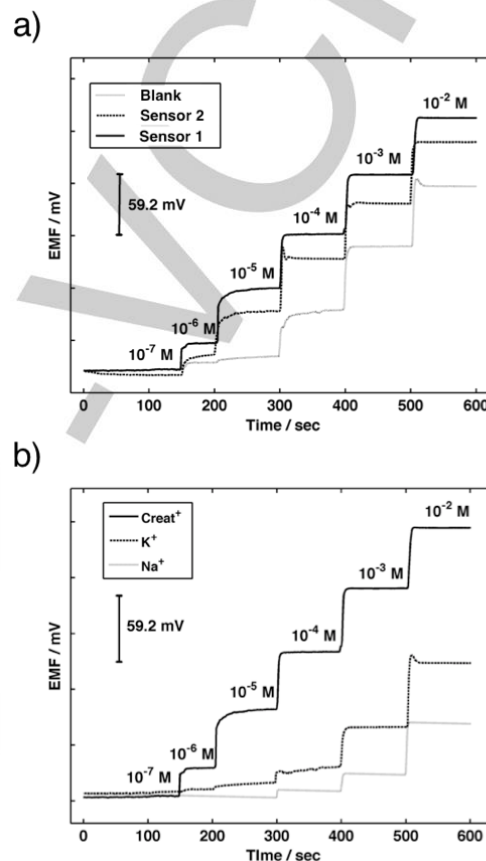 a)
Blank
Sensor 2
Sensor 1
59.2 mV
10-7 M
10-6 M
10-5 M
10-4 M
10-3 M
10-2 M
EMF / mV
0 100 200 300 400 500 600
Time / sec
b)
Creat+
K+
Na+
59.2 mV
10-7 M
10-6 M
10-5 M
10-4 M
10-3 M
10-2 M
EMF / mV
0 100 200 300 400 500 600
TIme / sec